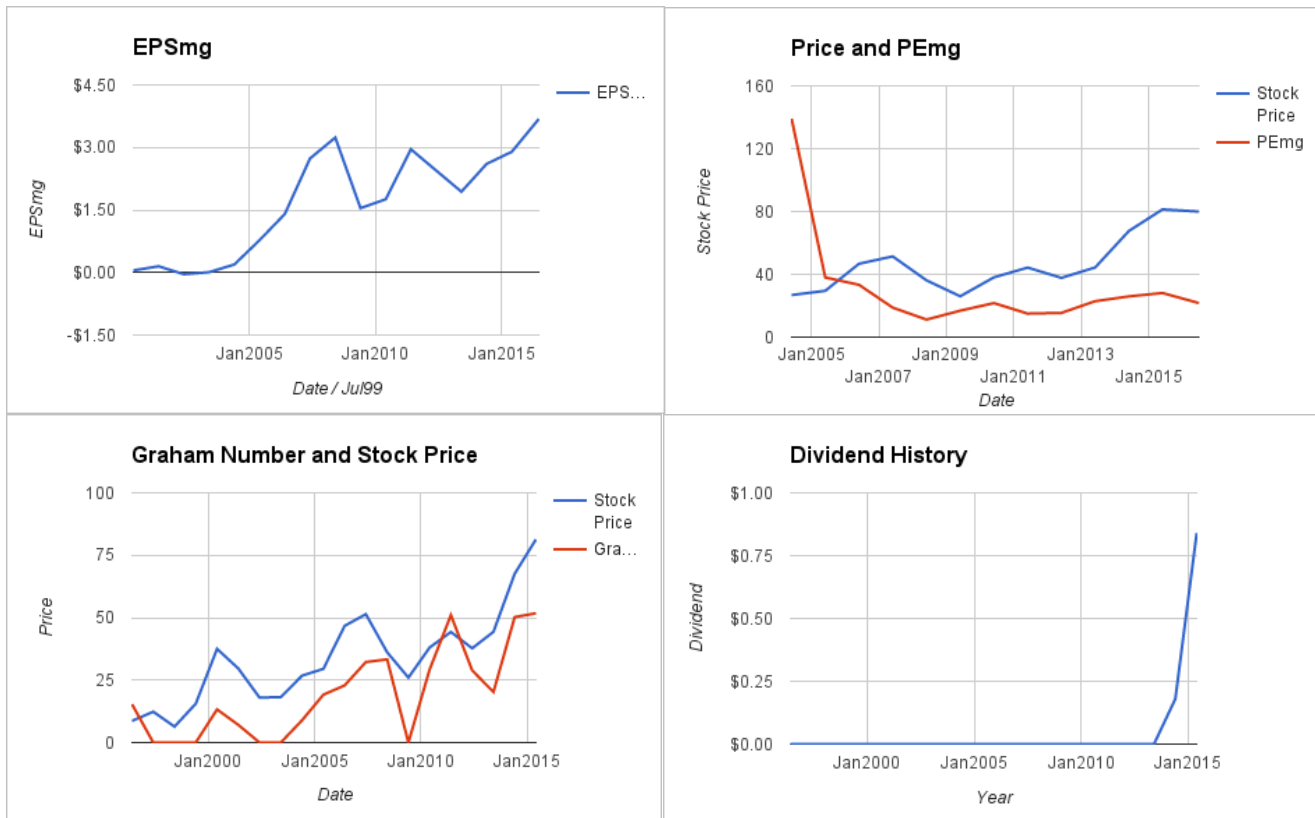 EPSmg
$4.50
$3.00
$1.50
$0.00
-$1.50
EPSmg
Jan2005
Jan2010
Jan2015
Date / Jul99
EPS...
Price and PEmg
160
120
80
40
0
Stock Price
Jan2005
Jan2009
Jan2013
Jan2007
Jan2011
Jan2015
Date
Stock
Price
PEmg
Graham Number and Stock Price
100
75
50
25
0
Price
Jan2000
Jan2005
Jan2010
Jan2015
Date
Stock
Price
Gra...
Dividend History
$1.00
$0.75
$0.50
$0.25
$0.00
Dividend
Jan2000
Jan2005
Jan2010
Jan2015
Year